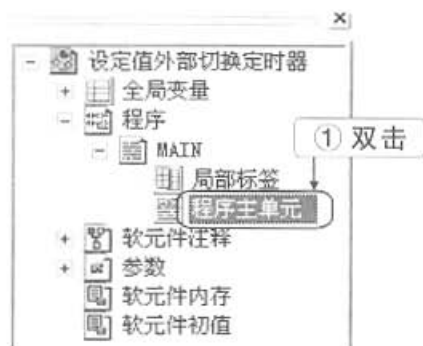 设定值外部切换定时器
全局变量
程序
MAIN
① 双击
局部标签
程序主单元
软元件注释
参数
软元件内存
软元件初值